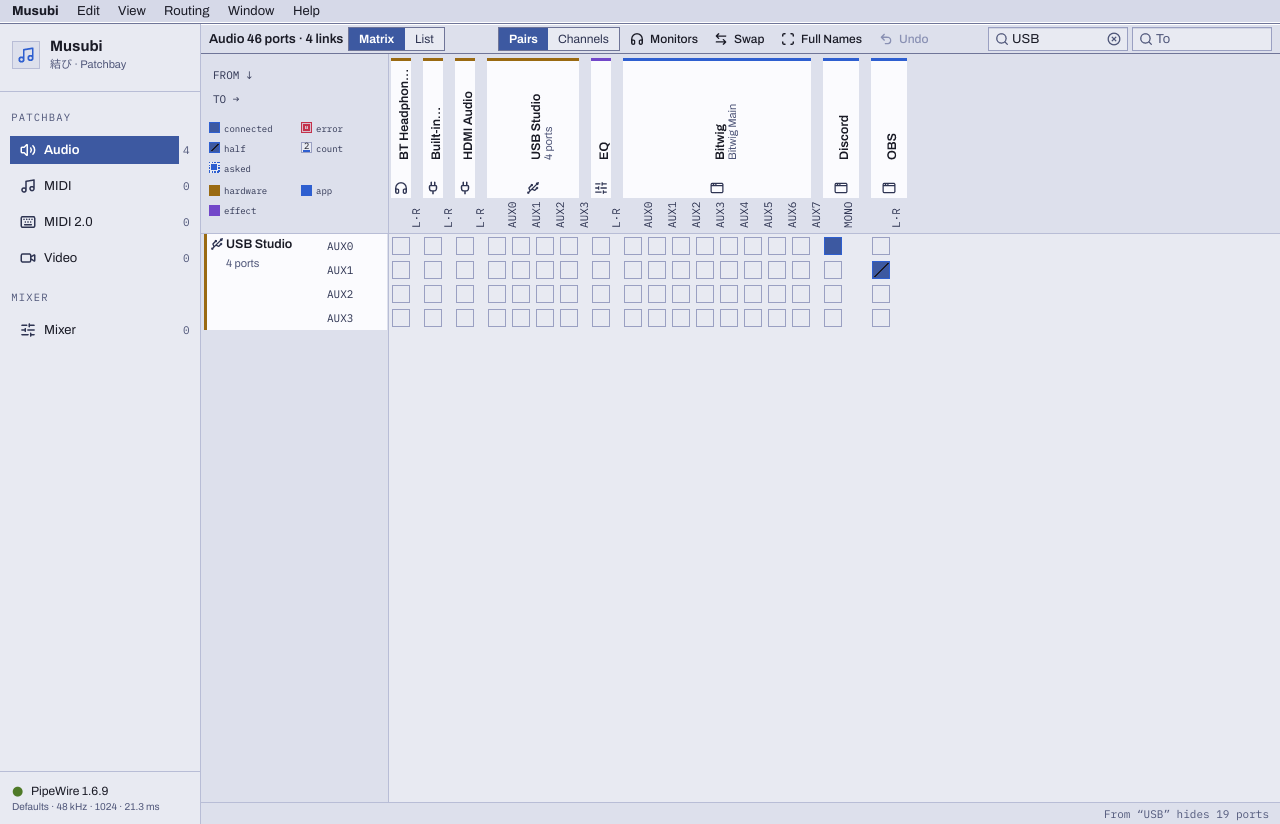 Musubi Edit View Routing Window Help
Musubi
結び · Patchbay
PATCHBAY
Audio 4
MIDI 0
MIDI 2.0 0
Video 0
MIXER
Mixer 0
PipeWire 1.6.9
Defaults · 48 kHz · 1024 · 21.3 ms
Audio 46 ports · 4 links Matrix List Pairs Channels Monitors Swap Full Names Undo USB To
FROM ↓
TO →
connected error
half 2 count
asked
hardware app
effect
BT Headphon…
Built-in…
HDMI Audio
USB Studio
4 ports
EQ
Bitwig
Bitwig Main
Discord
OBS
L·R L·R L·R AUX0 AUX1 AUX2 AUX3 L·R AUX0 AUX1 AUX2 AUX3 AUX4 AUX5 AUX6 AUX7 MONO L·R
USB Studio AUX0
4 ports AUX1
AUX2
AUX3
From “USB” hides 19 ports